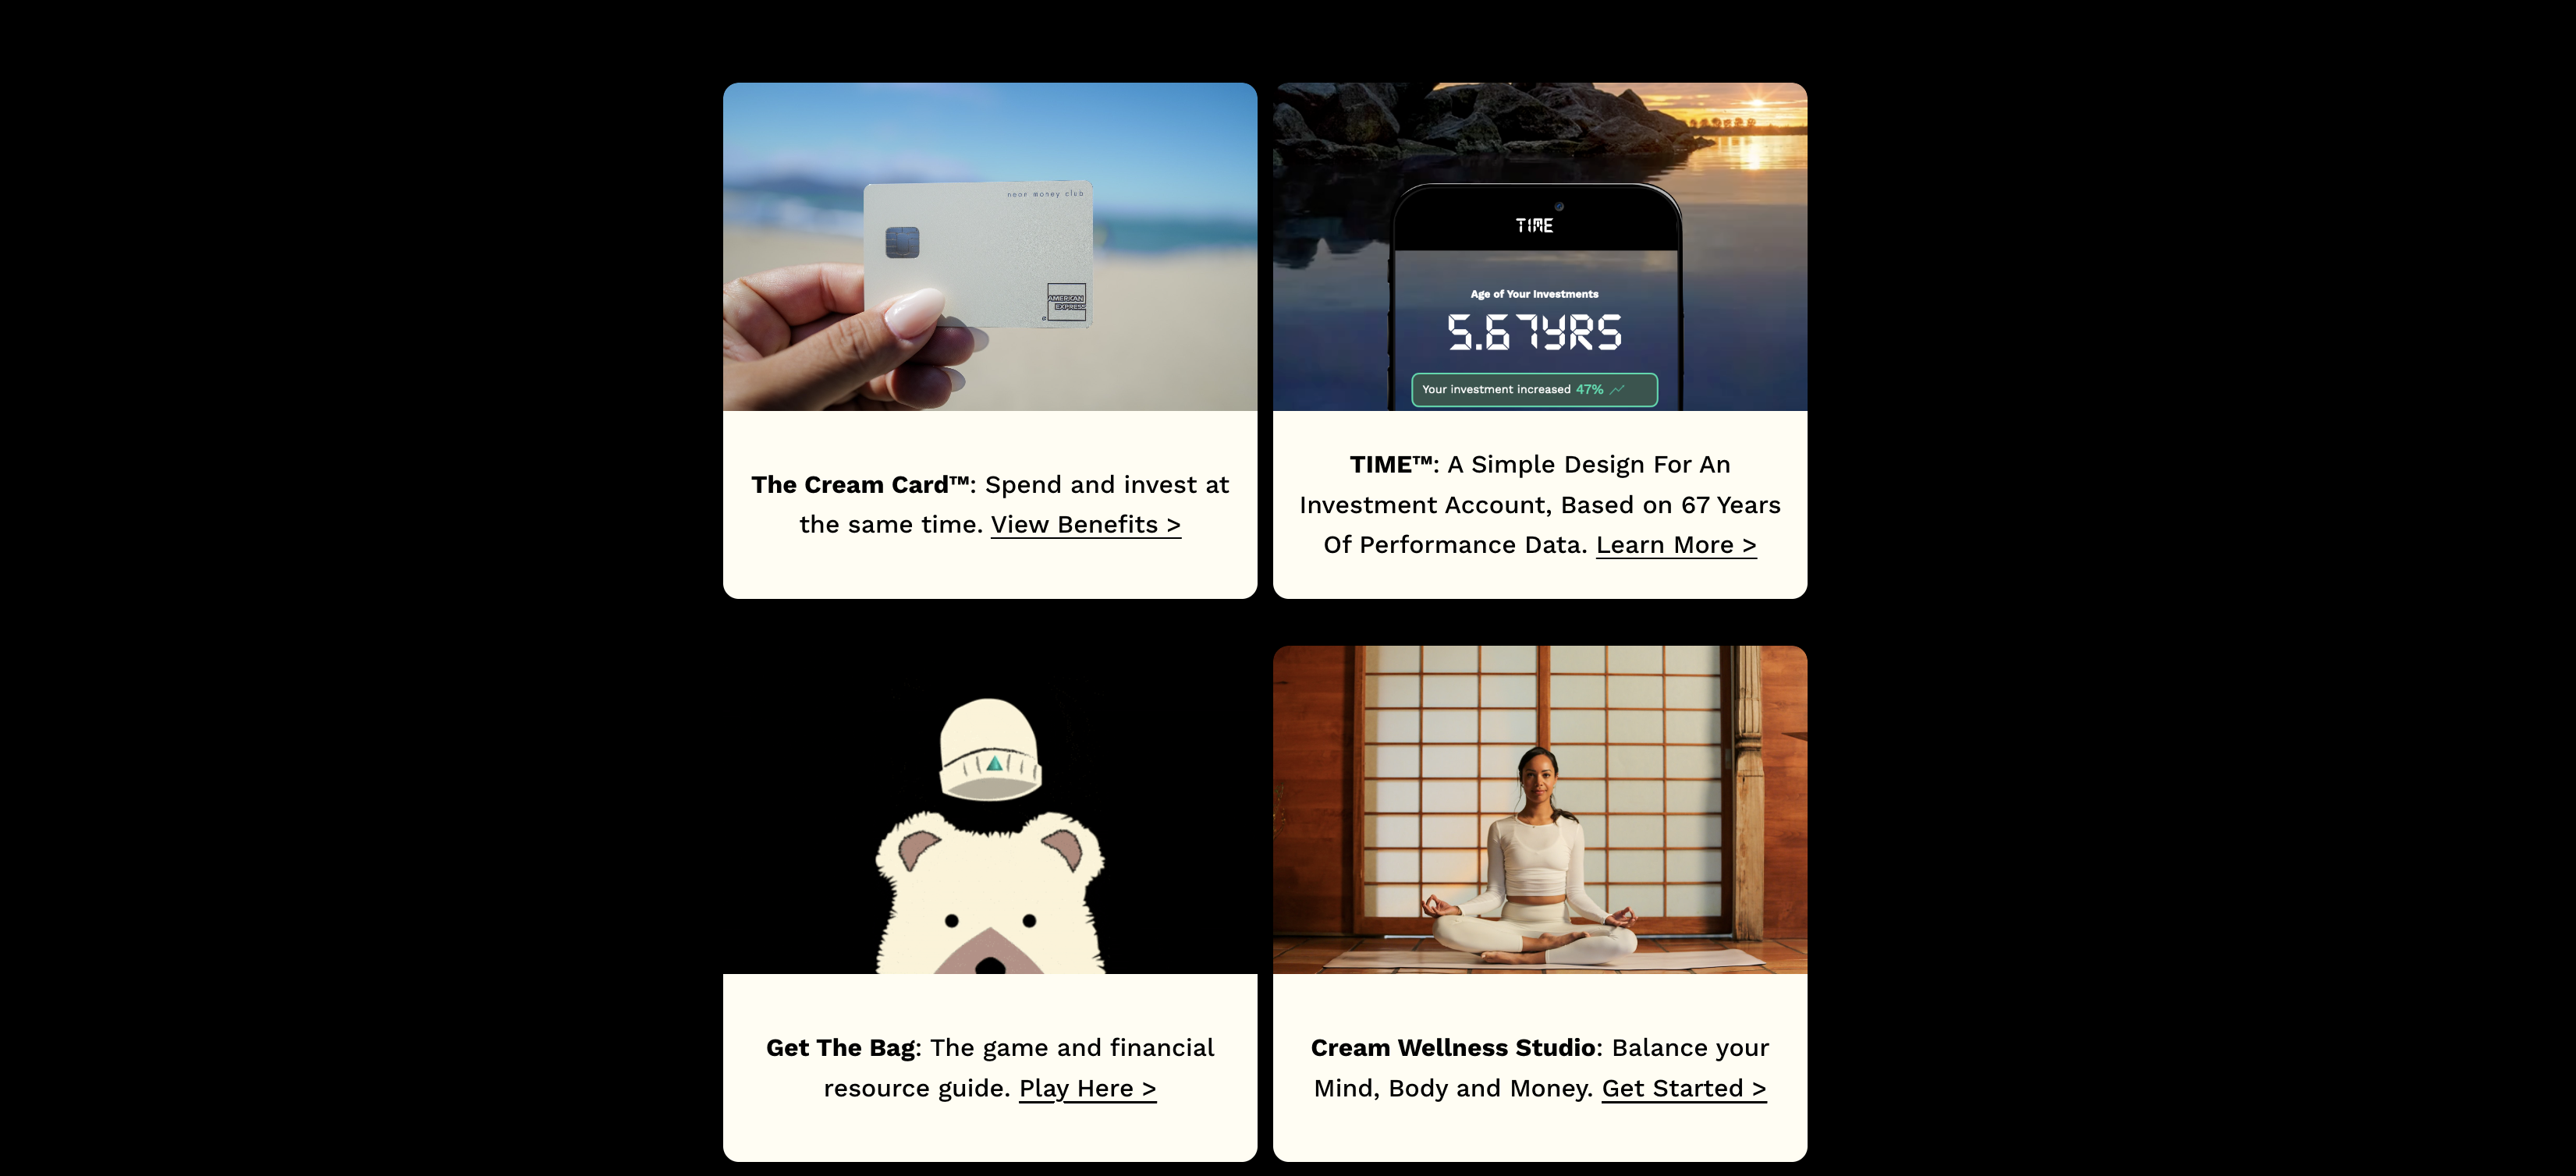 neor money club
AMERICAN
EXPRESS
TIME
Age of Your Investments
5.67YRS
Your investment increased 47%
The Cream Card™: Spend and invest at
the same time. View Benefits >
TIME™: A Simple Design For An
Investment Account, Based on 67 Years
Of Performance Data. Learn More >
Get The Bag: The game and financial
resource guide. Play Here >
Cream Wellness Studio: Balance your
Mind, Body and Money. Get Started >